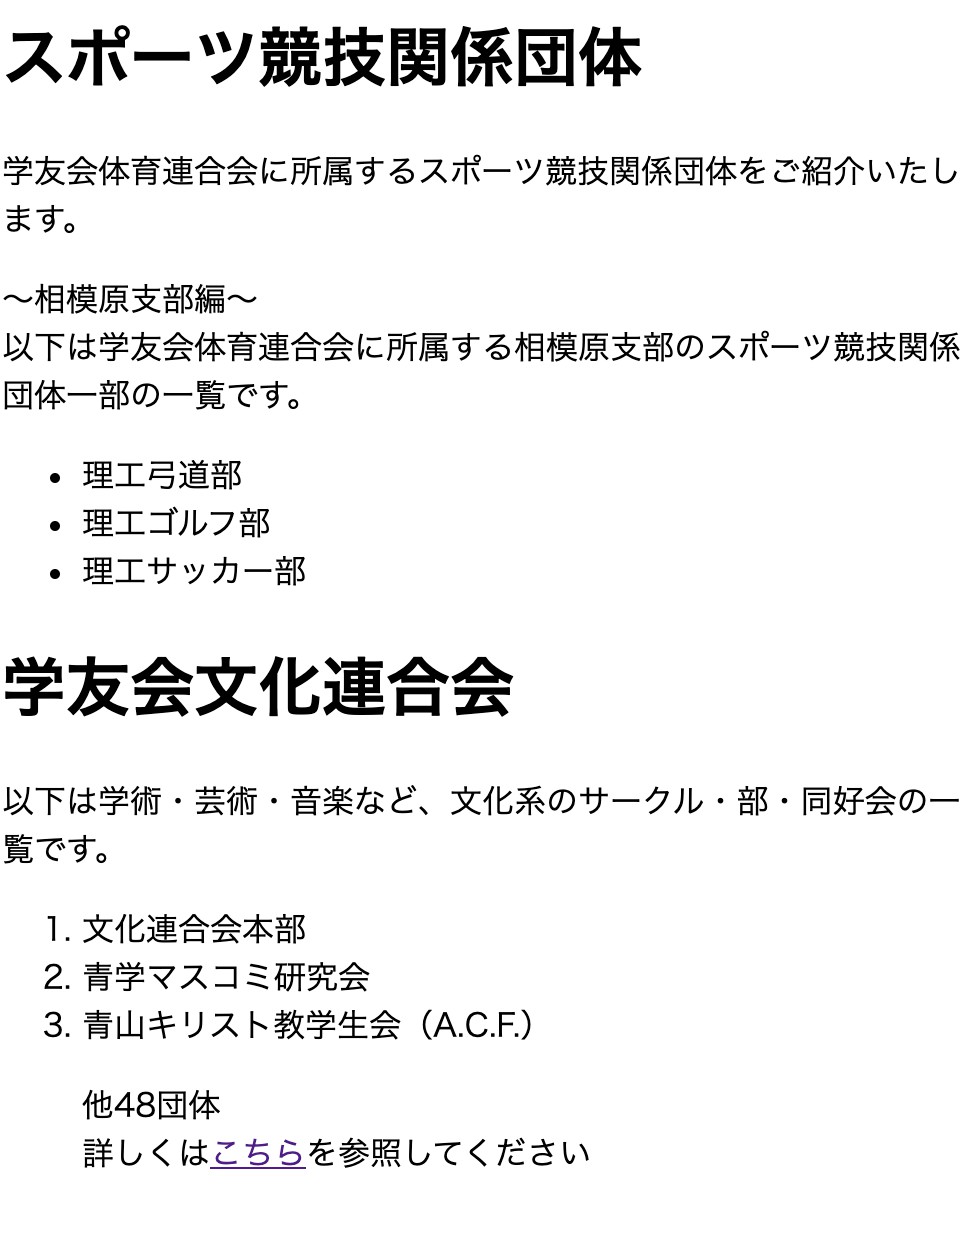 スポーツ競技関係団体
学友会体育連合会に所属するスポーツ競技関係団体をご紹介いたし
ます。
〜相模原支部編〜
以下は学友会体育連合会に所属する相模原支部のスポーツ競技関係
団体一部の一覧です。
• 理工弓道部
• 理工ゴルフ部
• 理工サッカー部
学友会文化連合会
以下は学術・芸術・音楽など、文化系のサークル・部・同好会の一
覧です。
1. 文化連合会本部
2. 青学マスコミ研究会
3. 青山キリスト教学生会（A.C.F.）
他48団体
詳しくはこちらを参照してください